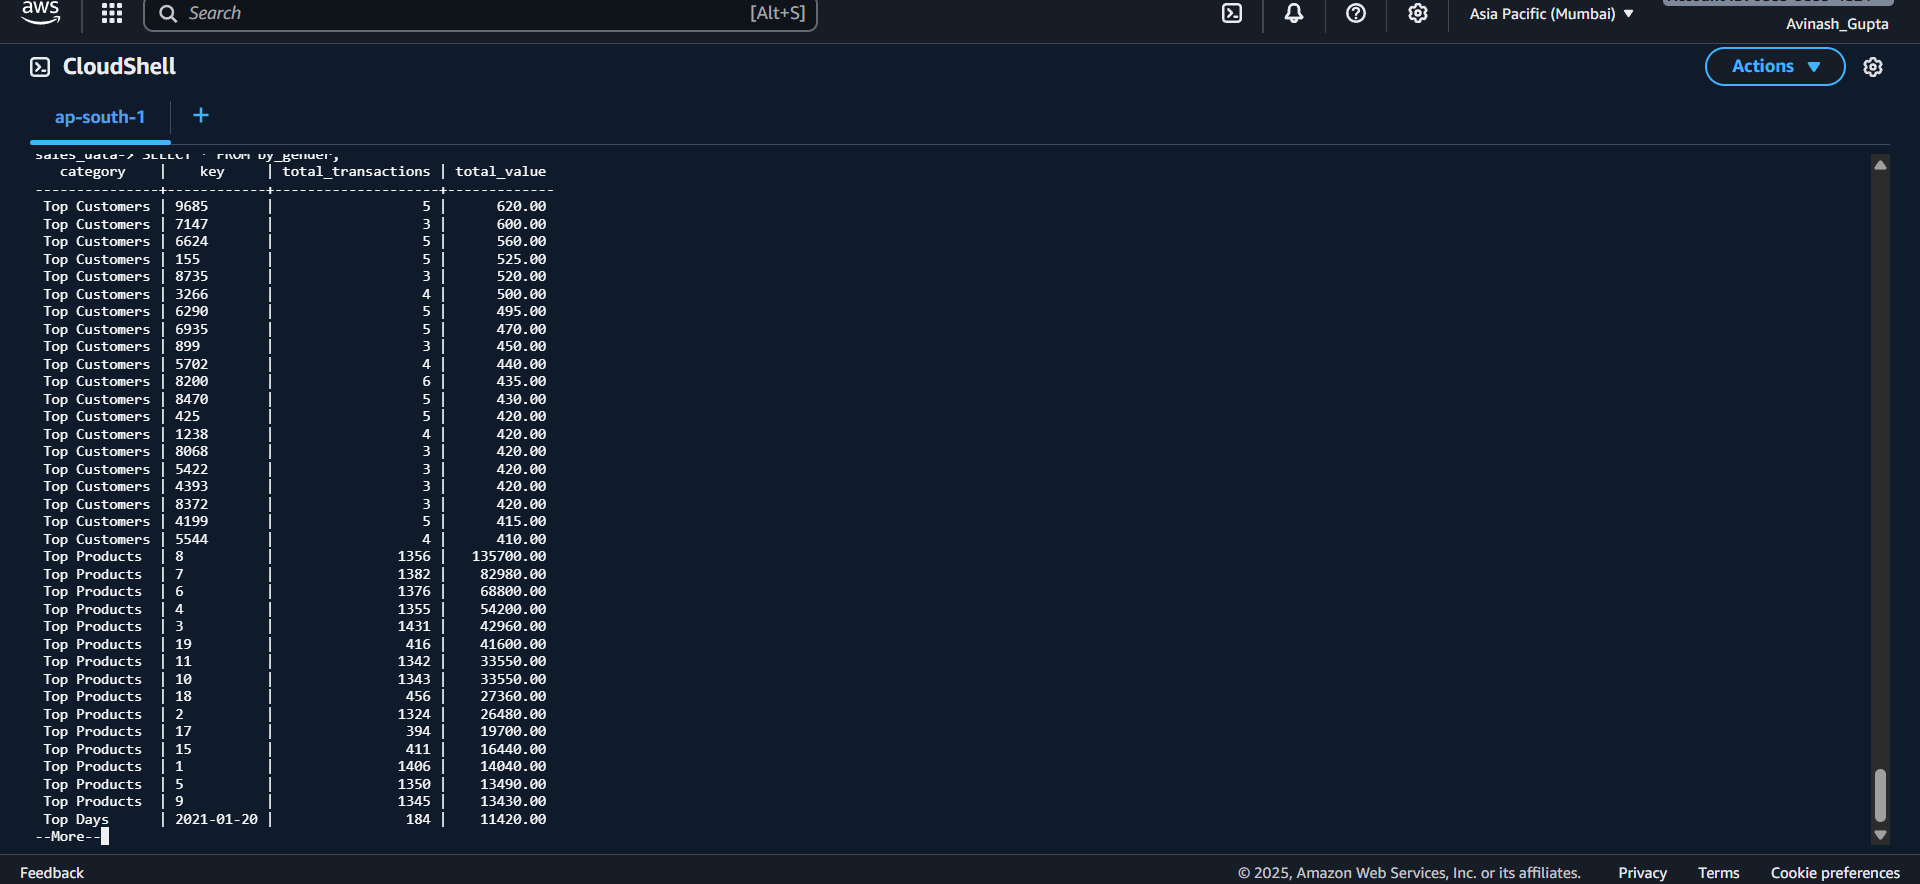 aws
Search [Alt+S]
Asia Pacific (Mumbai)
Avinash_Gupta
CloudShell
Actions
ap-south-1 +
sales_data-> SELECT * FROM by_gender;
category | key | total_transactions | total_value
---------------+------------+--------------------+-------------
Top Customers | 9685 | 5 | 620.00
Top Customers | 7147 | 3 | 600.00
Top Customers | 6624 | 5 | 560.00
Top Customers | 155 | 5 | 525.00
Top Customers | 8735 | 3 | 520.00
Top Customers | 3266 | 4 | 500.00
Top Customers | 6290 | 5 | 495.00
Top Customers | 6935 | 5 | 470.00
Top Customers | 899 | 3 | 450.00
Top Customers | 5702 | 4 | 440.00
Top Customers | 8200 | 6 | 435.00
Top Customers | 8470 | 5 | 430.00
Top Customers | 425 | 5 | 420.00
Top Customers | 1238 | 4 | 420.00
Top Customers | 8068 | 3 | 420.00
Top Customers | 5422 | 3 | 420.00
Top Customers | 4393 | 3 | 420.00
Top Customers | 8372 | 3 | 420.00
Top Customers | 4199 | 5 | 415.00
Top Customers | 5544 | 4 | 410.00
Top Products | 8 | 1356 | 135700.00
Top Products | 7 | 1382 | 82980.00
Top Products | 6 | 1376 | 68800.00
Top Products | 4 | 1355 | 54200.00
Top Products | 3 | 1431 | 42960.00
Top Products | 19 | 416 | 41600.00
Top Products | 11 | 1342 | 33550.00
Top Products | 10 | 1343 | 33550.00
Top Products | 18 | 456 | 27360.00
Top Products | 2 | 1324 | 26480.00
Top Products | 17 | 394 | 19700.00
Top Products | 15 | 411 | 16440.00
Top Products | 1 | 1406 | 14040.00
Top Products | 5 | 1350 | 13490.00
Top Products | 9 | 1345 | 13430.00
Top Days | 2021-01-20 | 184 | 11420.00
--More--
Feedback © 2025, Amazon Web Services, Inc. or its affiliates. Privacy Terms Cookie preferences